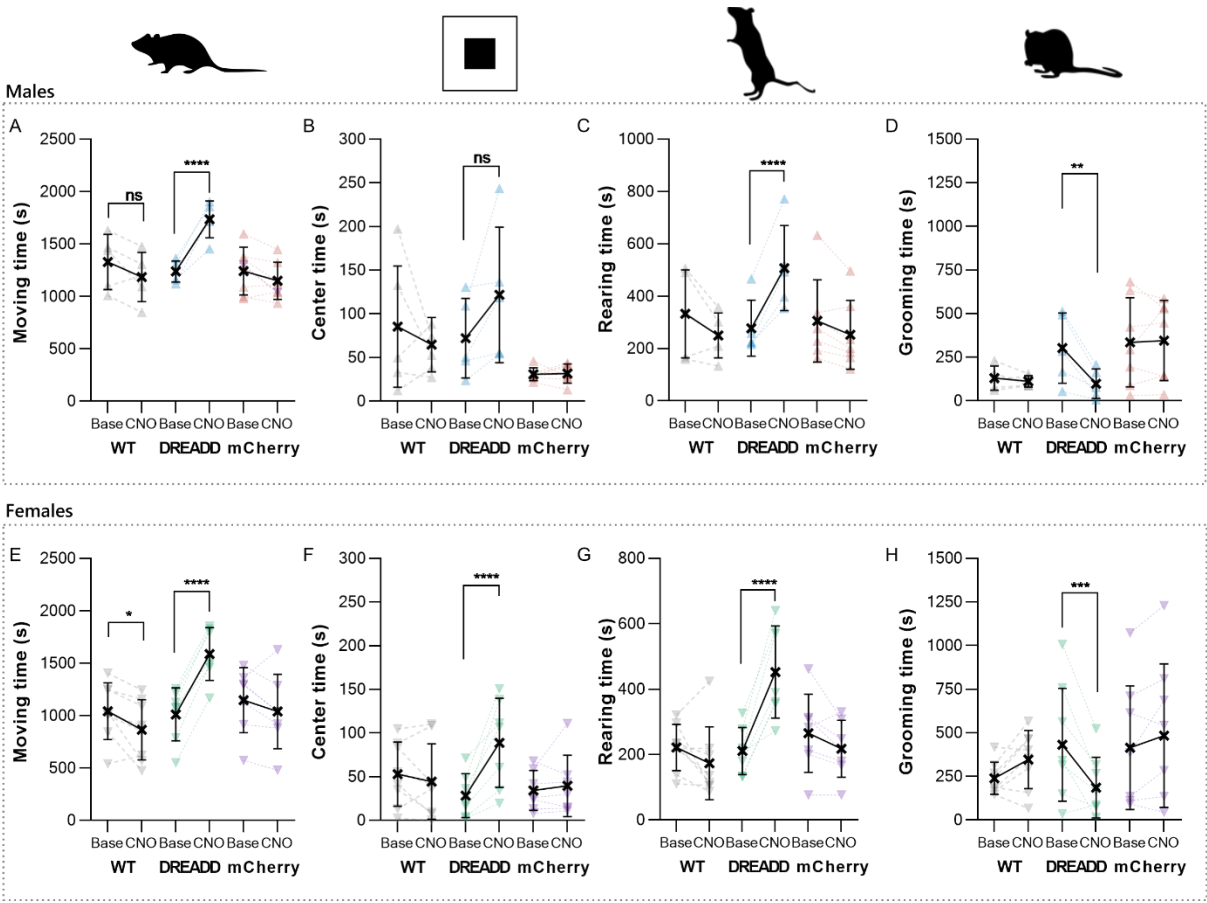 Males
A
B
C
D
Moving time (s)
2500
2000
1500
1000
500
0
ns
****
Base CNO Base CNO Base CNO
WT DREADD mCherry
Center time (s)
300
250
200
150
100
50
0
ns
Base CNO Base CNO Base CNO
WT DREADD mCherry
Rearing time (s)
1000
800
600
400
200
0
****
Base CNO Base CNO Base CNO
WT DREADD mCherry
Grooming time (s)
1500
1250
1000
750
500
250
0
**
Base CNO Base CNO Base CNO
WT DREADD mCherry
Females
E
F
G
H
Moving time (s)
2500
2000
1500
1000
500
0
*
****
Base CNO Base CNO Base CNO
WT DREADD mCherry
Center time (s)
300
250
200
150
100
50
0
****
Base CNO Base CNO Base CNO
WT DREADD mCherry
Rearing time (s)
800
600
400
200
0
****
Base CNO Base CNO Base CNO
WT DREADD mCherry
Grooming time (s)
1500
1250
1000
750
500
250
0
***
Base CNO Base CNO Base CNO
WT DREADD mCherry